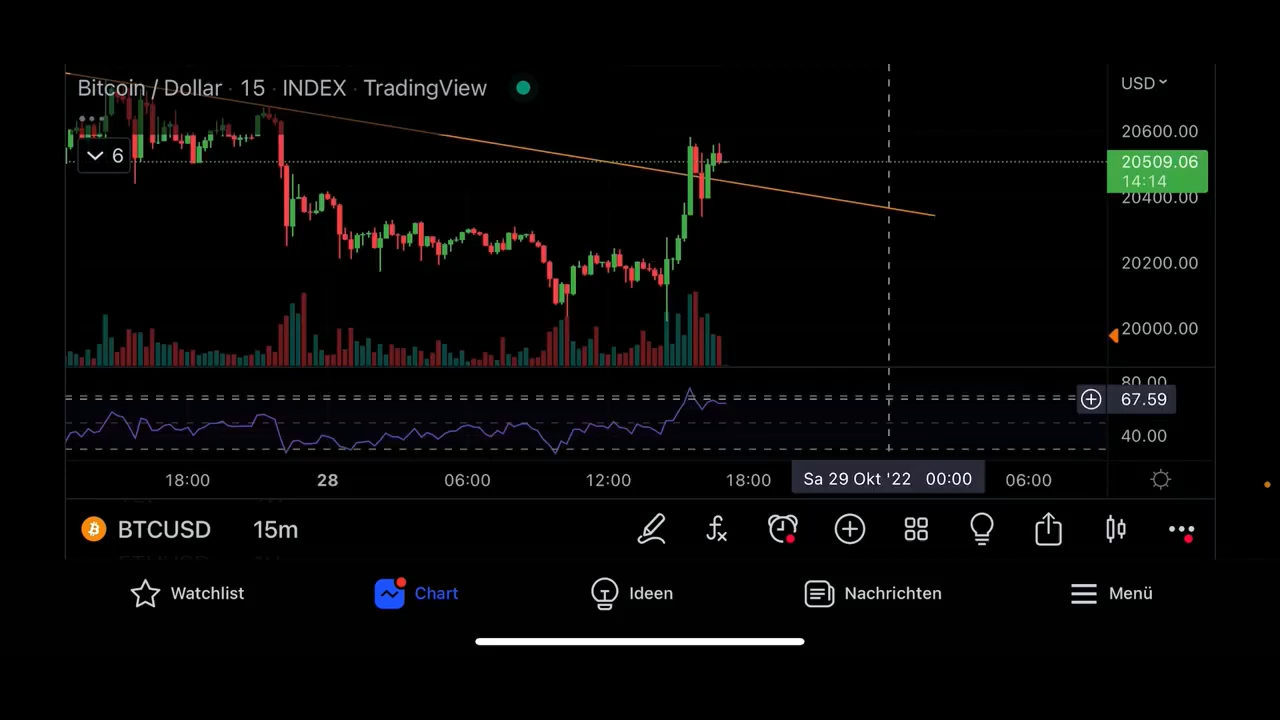 Bitcoin / Dollar · 15 · INDEX · TradingView
USD
6
20600.00
20509.06
14:14
20400.00
20200.00
20000.00
80.00
67.59
40.00
18:00 28 06:00 12:00 18:00 Sa 29 Okt '22 00:00 06:00
BTCUSD 15m
Watchlist Chart Ideen Nachrichten Menü